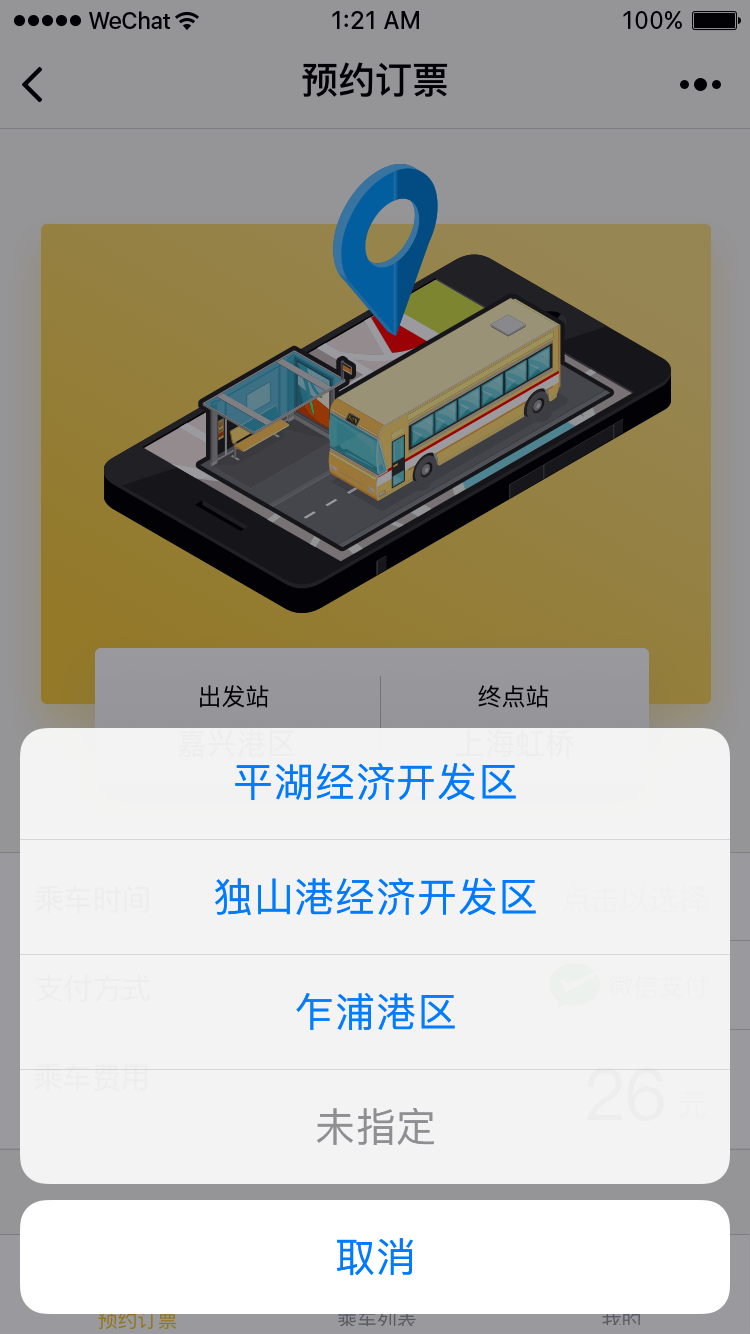 WeChat 1:21 AM 100%
预约订票
出发站 终点站
嘉兴港区 上海虹桥
平湖经济开发区
乘车时间 点击以选择
独山港经济开发区
支付方式 微信支付
乍浦港区
乘车费用 26 元
未指定
取消
预约订票 乘车列表 我的